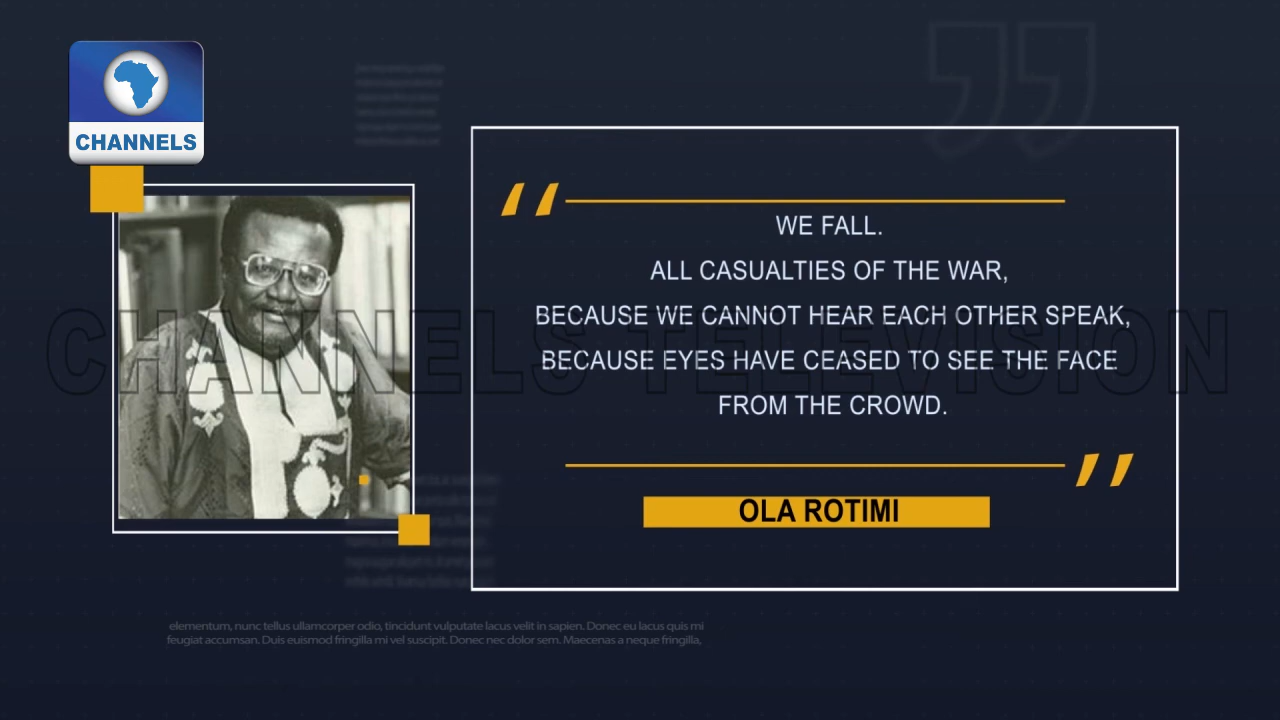 CHANNELS
“
WE FALL.
ALL CASUALTIES OF THE WAR,
BECAUSE WE CANNOT HEAR EACH OTHER SPEAK,
BECAUSE EYES HAVE CEASED TO SEE THE FACE
FROM THE CROWD.
”
OLA ROTIMI
CHANNELS TELEVISION
elementum, nunc tellus ullamcorper odio, tincidunt vulputate lacus velit in sapien. Donec eu lacus quis mi
feugiat accumsan. Duis euismod fringilla mi vel suscipit. Donec nec dolor sem. Maecenas a neque fringilla,